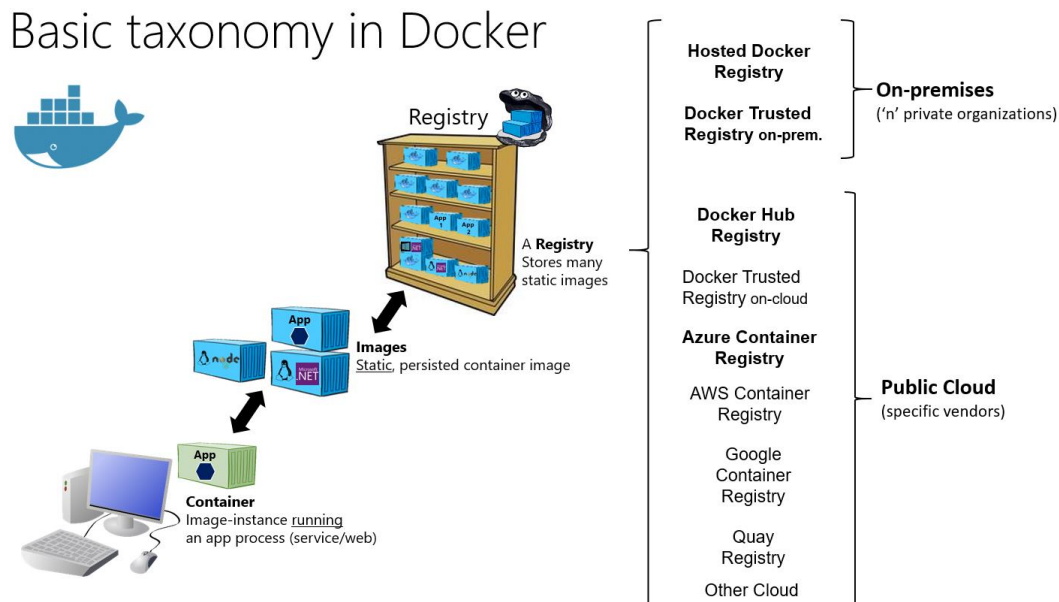 Basic taxonomy in Docker
Registry
App
1
App
2
.NET
A Registry
Stores many
static images
App
node
Microsoft
.NET
Images
Static, persisted container image
App
Container
Image-instance running
an app process (service/web)
Hosted Docker
Registry
Docker Trusted
Registry on-prem.
On-premises
('n' private organizations)
Docker Hub
Registry
Docker Trusted
Registry on-cloud
Azure Container
Registry
AWS Container
Registry
Google
Container
Registry
Quay
Registry
Other Cloud
Public Cloud
(specific vendors)